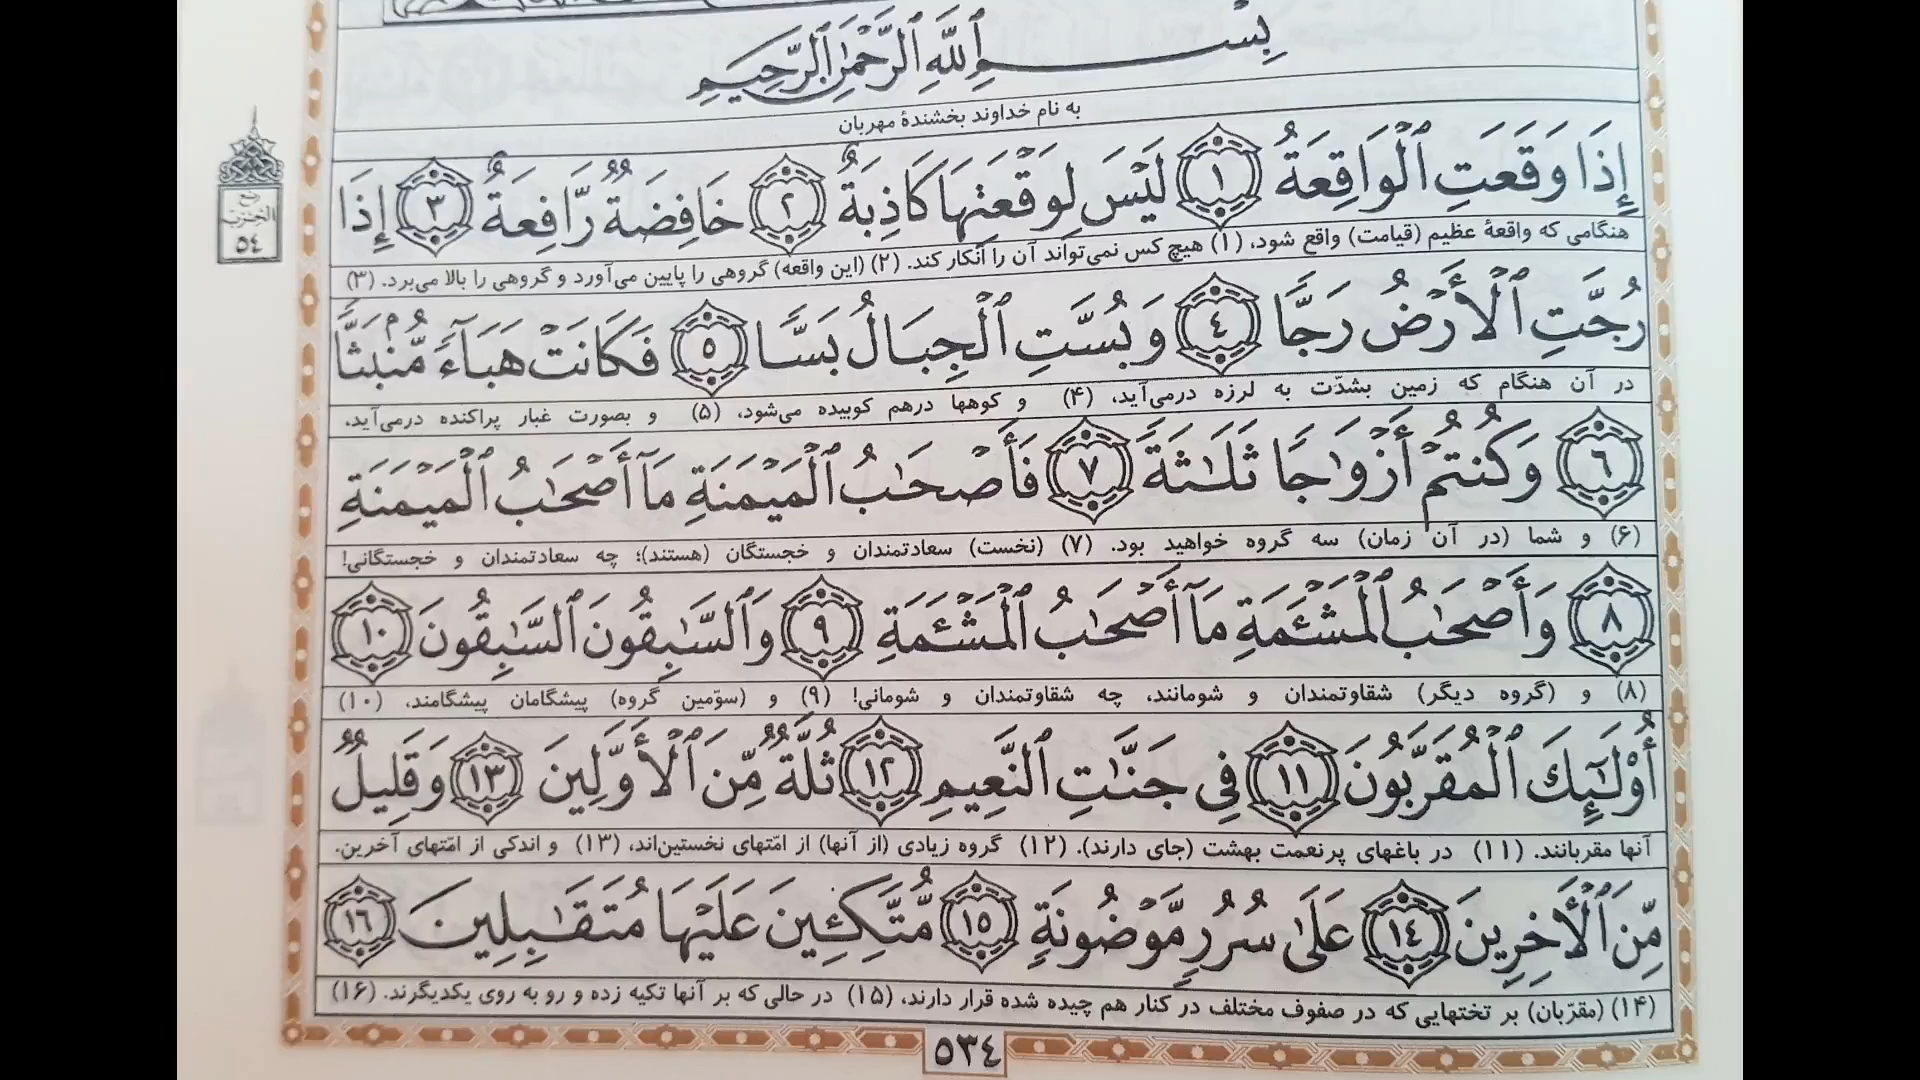 بِسْمِ ٱللَّهِ ٱلرَّحْمَٰنِ ٱلرَّحِيمِ
به نام خداوند بخشندهٔ مهربان
إِذَا وَقَعَتِ ٱلْوَاقِعَةُ ١ لَيْسَ لِوَقْعَتِهَا كَاذِبَةٌ ٢ خَافِضَةٌ رَّافِعَةٌ ٣ إِذَا
هنگامی که واقعهٔ عظیم (قیامت) واقع شود، (۱) هیچ کس نمی‌تواند آن را انکار کند. (۲) (این واقعه) گروهی را پایین می‌آورد و گروهی را بالا می‌برد. (۳)
رُجَّتِ ٱلْأَرْضُ رَجًّا ٤ وَبُسَّتِ ٱلْجِبَالُ بَسًّا ٥ فَكَانَتْ هَبَآءً مُّنۢبَثًّا
در آن هنگام که زمین بشدّت به لرزه درمی‌آید، (۴) و کوهها درهم کوبیده می‌شود، (۵) و بصورت غبار پراکنده درمی‌آید،
٦ وَكُنتُمْ أَزْوَٰجًا ثَلَٰثَةً ٧ فَأَصْحَٰبُ ٱلْمَيْمَنَةِ مَآ أَصْحَٰبُ ٱلْمَيْمَنَةِ
(۶) و شما (در آن زمان) سه گروه خواهید بود. (۷) (نخست) سعادتمندان و خجستگان (هستند)؛ چه سعادتمندان و خجستگانی!
٨ وَأَصْحَٰبُ ٱلْمَشْـَٔمَةِ مَآ أَصْحَٰبُ ٱلْمَشْـَٔمَةِ ٩ وَٱلسَّٰبِقُونَ ٱلسَّٰبِقُونَ ١٠
(۸) و (گروه دیگر) شقاوتمندان و شومانند، چه شقاوتمندان و شومانی! (۹) و (سوّمین گروه) پیشگامان پیشگامند، (۱۰)
أُو۟لَٰٓئِكَ ٱلْمُقَرَّبُونَ ١١ فِى جَنَّٰتِ ٱلنَّعِيمِ ١٢ ثُلَّةٌ مِّنَ ٱلْأَوَّلِينَ ١٣ وَقَلِيلٌ
آنها مقربانند. (۱۱) در باغهای پرنعمت بهشت (جای دارند). (۱۲) گروه زیادی (از آنها) از امّتهای نخستین‌اند، (۱۳) و اندکی از امّتهای آخرین.
مِّنَ ٱلْأَخِرِينَ ١٤ عَلَىٰ سُرُرٍ مَّوْضُونَةٍ ١٥ مُّتَّكِـِٔينَ عَلَيْهَا مُتَقَٰبِلِينَ ١٦
(۱۴) (مقرّبان) بر تختهایی که در صفوف مختلف در کنار هم چیده شده قرار دارند، (۱۵) در حالی که بر آنها تکیه زده و رو به روی یکدیگرند. (۱۶)
٥٣٤
ربع
الحزب
٥٤